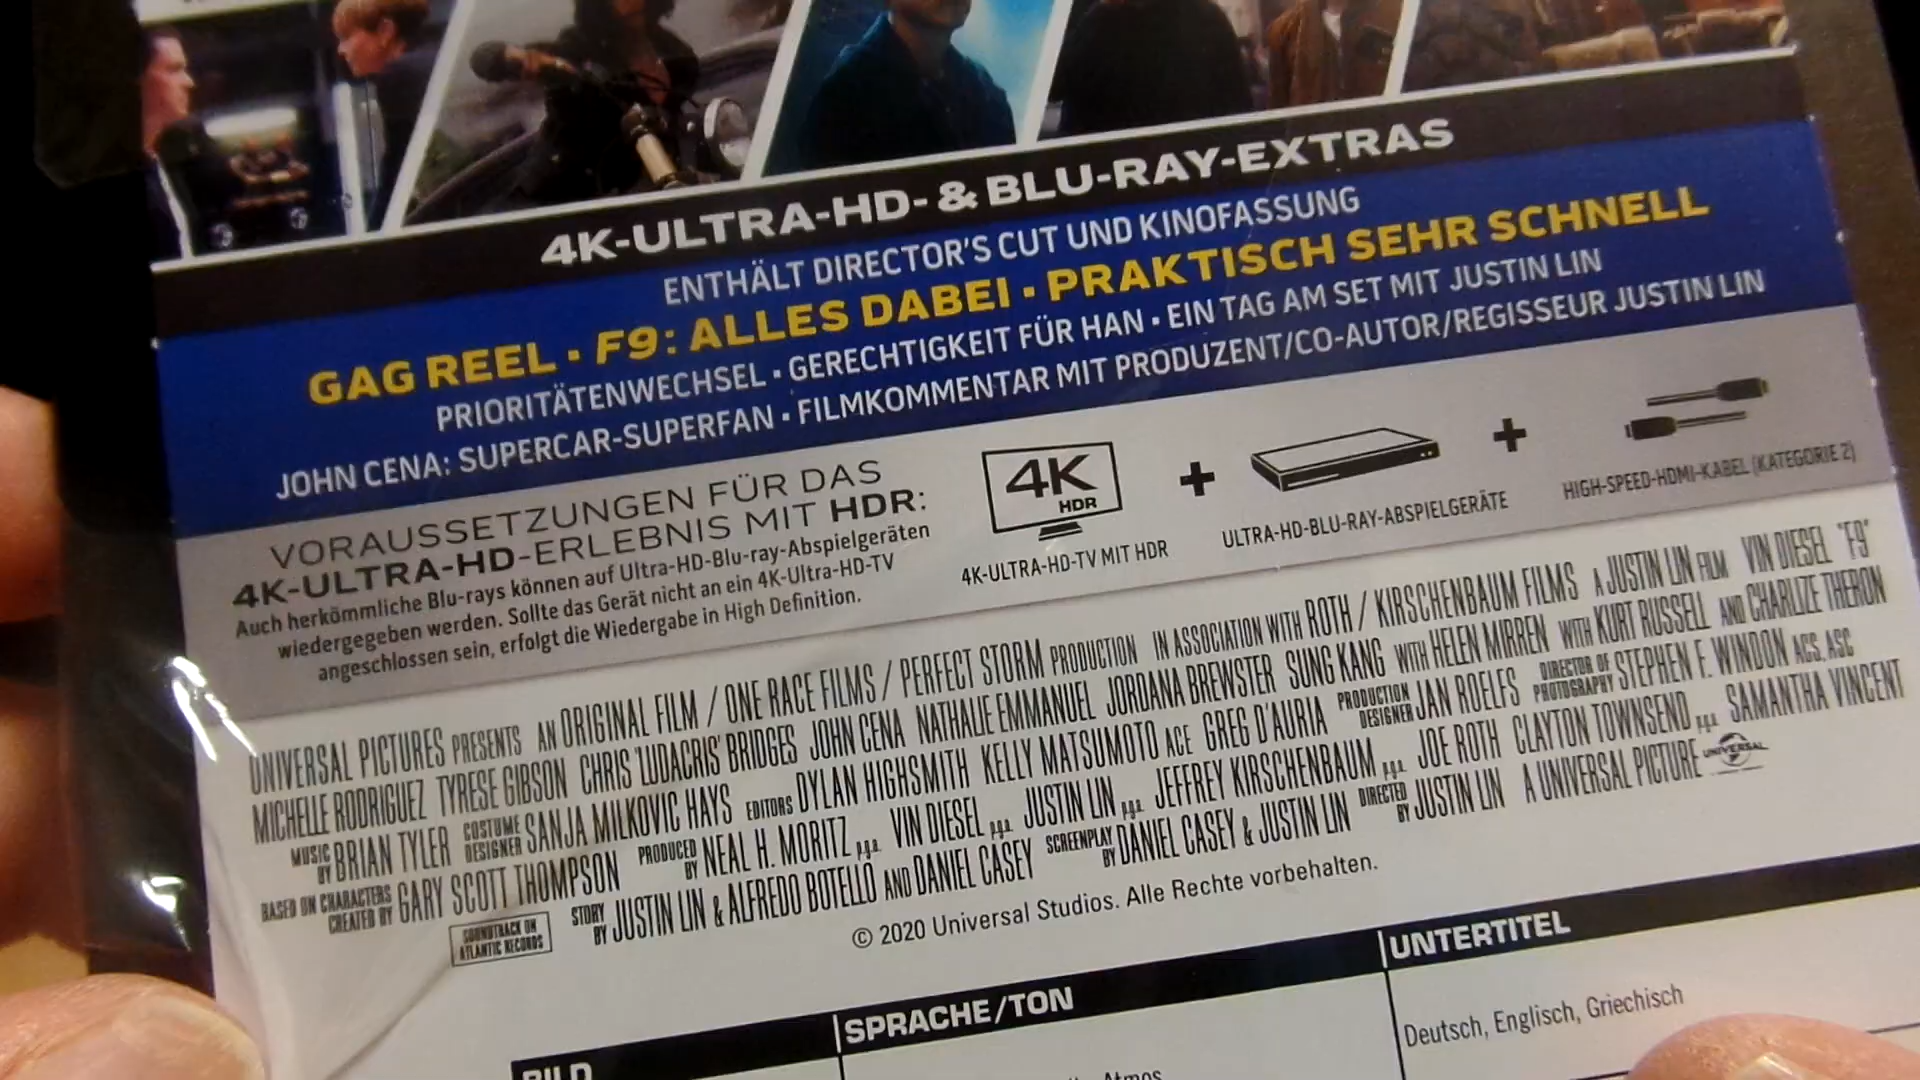 4K-ULTRA-HD- & BLU-RAY-EXTRAS
ENTHÄLT DIRECTOR'S CUT UND KINOFASSUNG
GAG REEL · F9: ALLES DABEI · PRAKTISCH SEHR SCHNELL
PRIORITÄTENWECHSEL · GERECHTIGKEIT FÜR HAN · EIN TAG AM SET MIT JUSTIN LIN
JOHN CENA: SUPERCAR-SUPERFAN · FILMKOMMENTAR MIT PRODUZENT/CO-AUTOR/REGISSEUR JUSTIN LIN
VORAUSSETZUNGEN FÜR DAS
4K-ULTRA-HD-ERLEBNIS MIT HDR:
Auch herkömmliche Blu-rays können auf Ultra-HD-Blu-ray-Abspielgeräten
wiedergegeben werden. Sollte das Gerät nicht an ein 4K-Ultra-HD-TV
angeschlossen sein, erfolgt die Wiedergabe in High Definition.
4K
HDR
4K-ULTRA-HD-TV MIT HDR
+
ULTRA-HD-BLU-RAY-ABSPIELGERÄTE
+
HIGH-SPEED-HDMI-KABEL (KATEGORIE 2)
UNIVERSAL PICTURES PRESENTS AN ORIGINAL FILM / ONE RACE FILMS / PERFECT STORM PRODUCTION IN ASSOCIATION WITH ROTH / KIRSCHENBAUM FILMS A JUSTIN LIN FILM VIN DIESEL "F9"
MICHELLE RODRIGUEZ TYRESE GIBSON CHRIS 'LUDACRIS' BRIDGES JOHN CENA NATHALIE EMMANUEL JORDANA BREWSTER SUNG KANG WITH HELEN MIRREN WITH KURT RUSSELL AND CHARLIZE THERON
MUSIC BY BRIAN TYLER COSTUME DESIGNER SANJA MILKOVIC HAYS EDITORS DYLAN HIGHSMITH KELLY MATSUMOTO ACE GREG D'AURIA PRODUCTION DESIGNER JAN ROELFS DIRECTOR OF PHOTOGRAPHY STEPHEN F. WINDON ACS, ASC
BASED ON CHARACTERS CREATED BY GARY SCOTT THOMPSON PRODUCED BY NEAL H. MORITZ p.g.a. VIN DIESEL p.g.a. JUSTIN LIN p.g.a. JEFFREY KIRSCHENBAUM p.g.a. JOE ROTH CLAYTON TOWNSEND p.g.a. SAMANTHA VINCENT
SOUNDTRACK ON ATLANTIC RECORDS STORY BY JUSTIN LIN & ALFREDO BOTELLO AND DANIEL CASEY SCREENPLAY BY DANIEL CASEY & JUSTIN LIN DIRECTED BY JUSTIN LIN A UNIVERSAL PICTURE UNIVERSAL
© 2020 Universal Studios. Alle Rechte vorbehalten.
BILD
SPRACHE/TON
UNTERTITEL
Deutsch, Englisch, Griechisch
Atmos